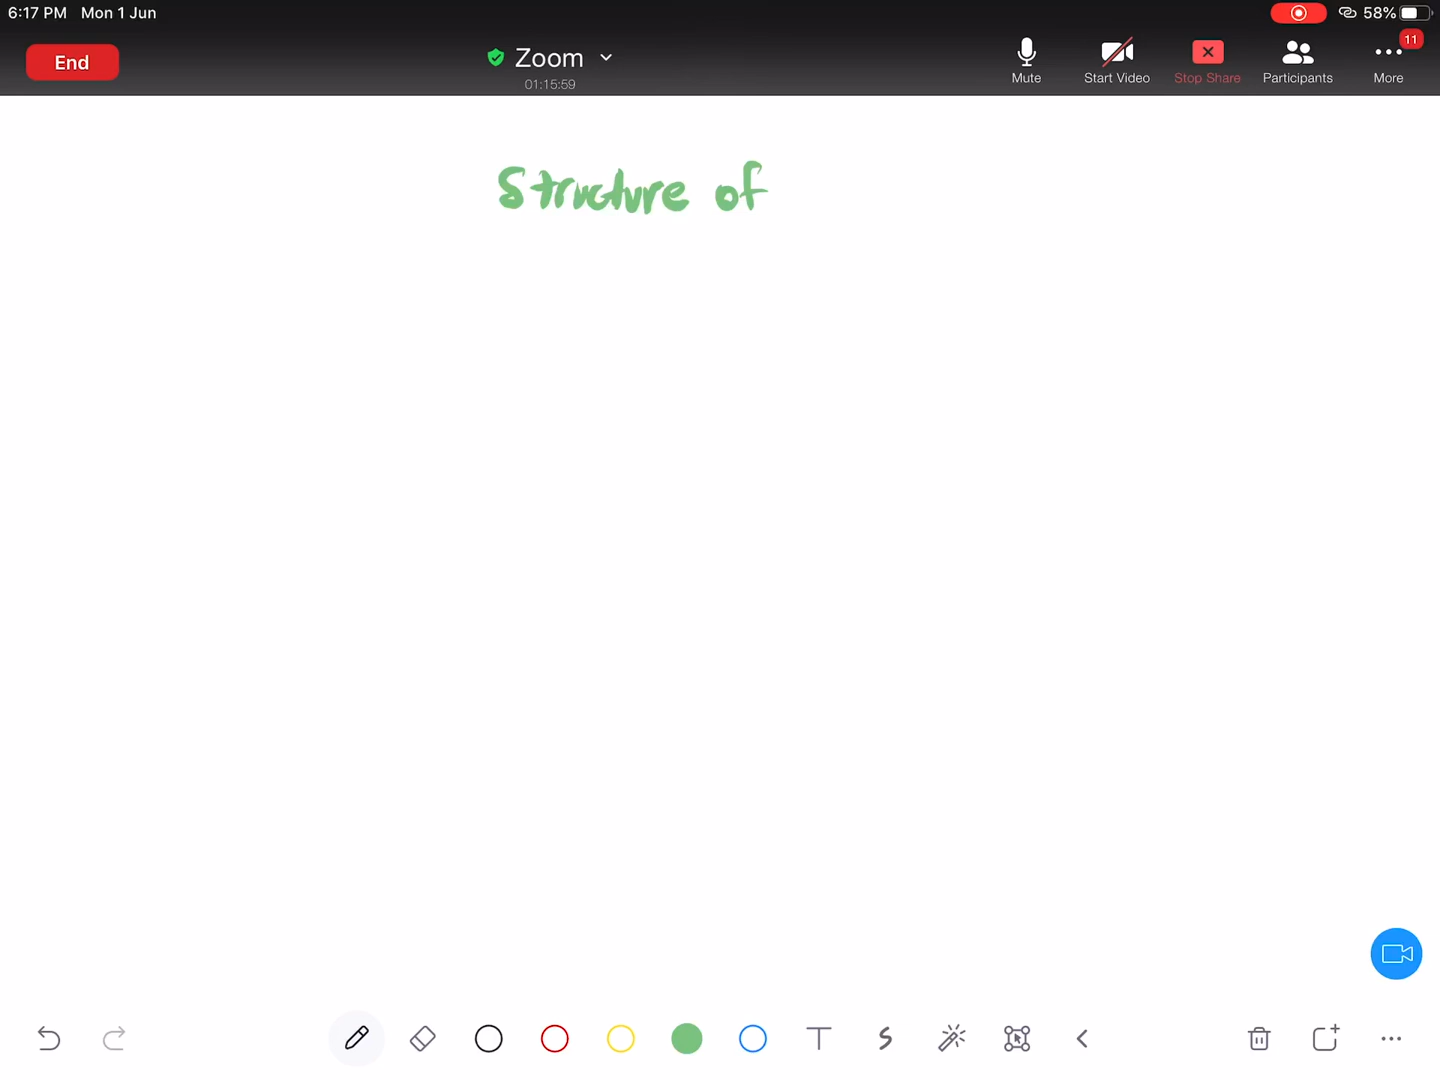 6:17 PM Mon 1 Jun
58%
End
Zoom
01:15:59
Mute
Start Video
Stop Share
Participants
11
More
Structure of
T